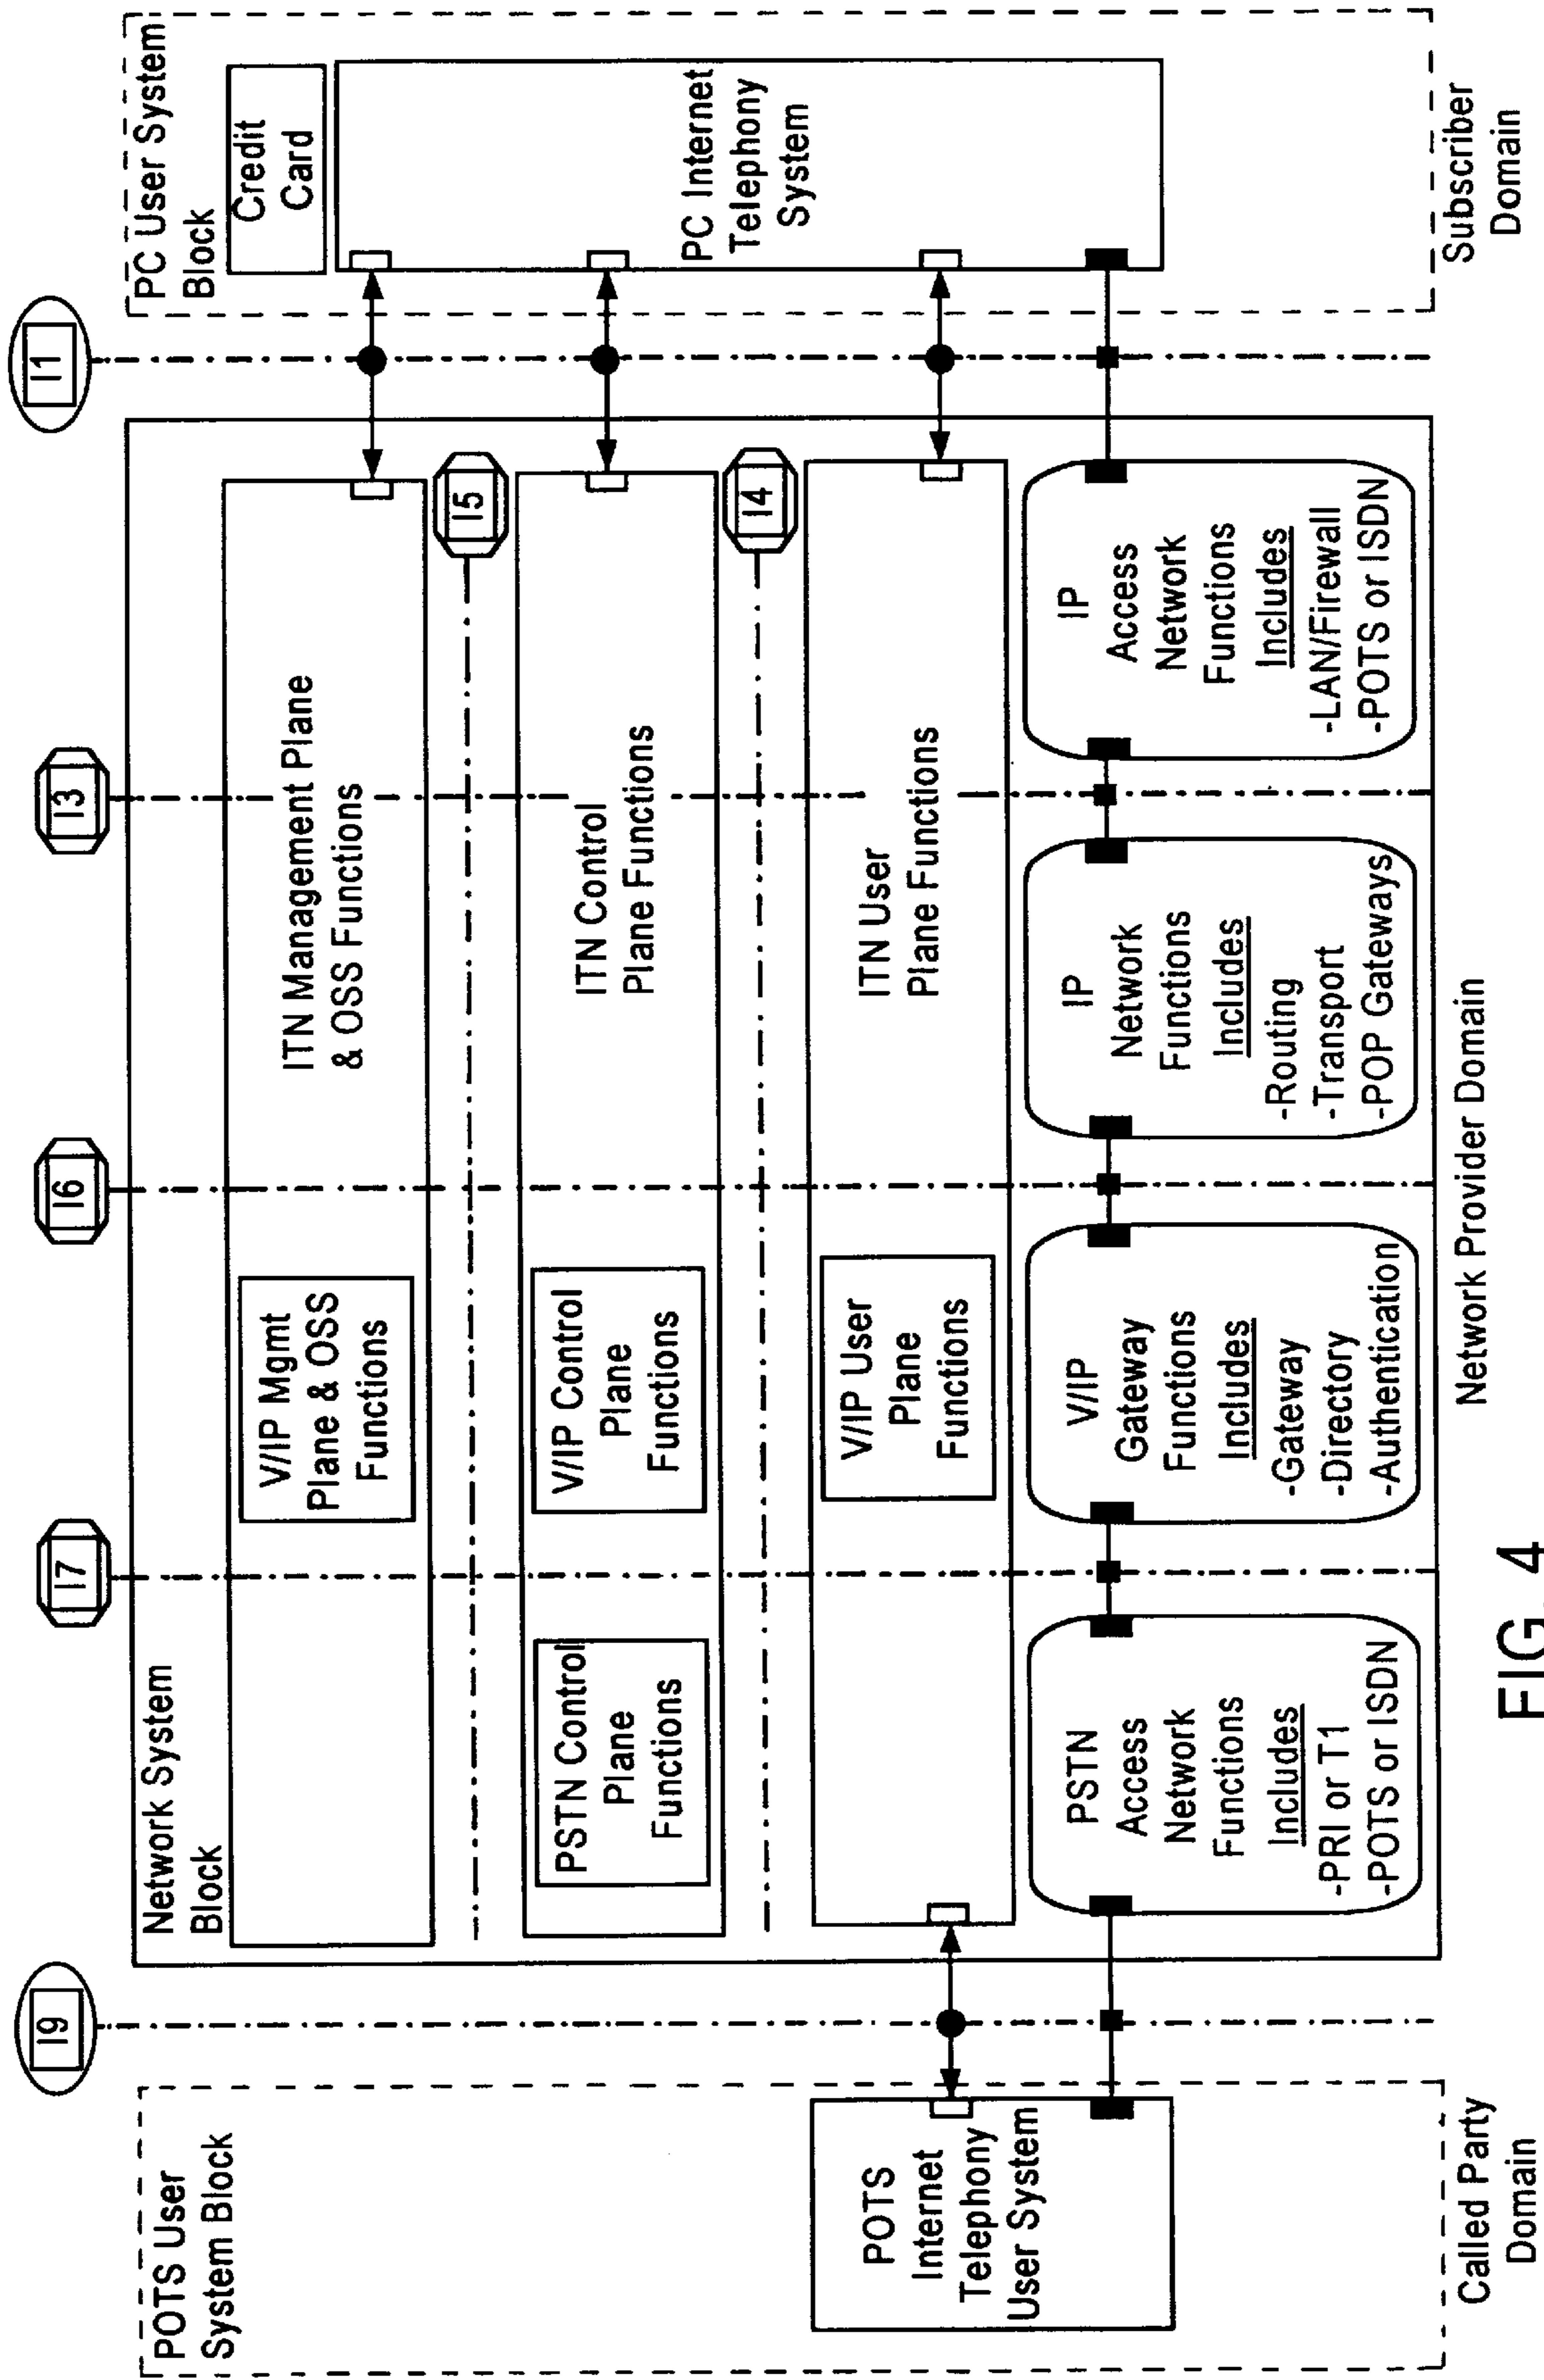 I9
I7
I6
I3
I1
POTS User
System Block
Network System
Block
PC User System
Block
Credit
Card
V/IP Mgmt
Plane & OSS
Functions
ITN Management Plane
& OSS Functions
I5
PSTN Control
Plane
Functions
V/IP Control
Plane
Functions
ITN Control
Plane Functions
I4
PC Internet
Telephony
System
POTS
Internet
Telephony
User System
V/IP User
Plane
Functions
ITN User
Plane Functions
PSTN
Access
Network
Functions
Includes
-PRI or T1
-POTS or ISDN
V/IP
Gateway
Functions
Includes
-Gateway
-Directory
-Authentication
IP
Network
Functions
Includes
-Routing
-Transport
-POP Gateways
IP
Access
Network
Functions
Includes
-LAN/Firewall
-POTS or ISDN
Called Party
Domain
Network Provider Domain
Subscriber
Domain
FIG. 4